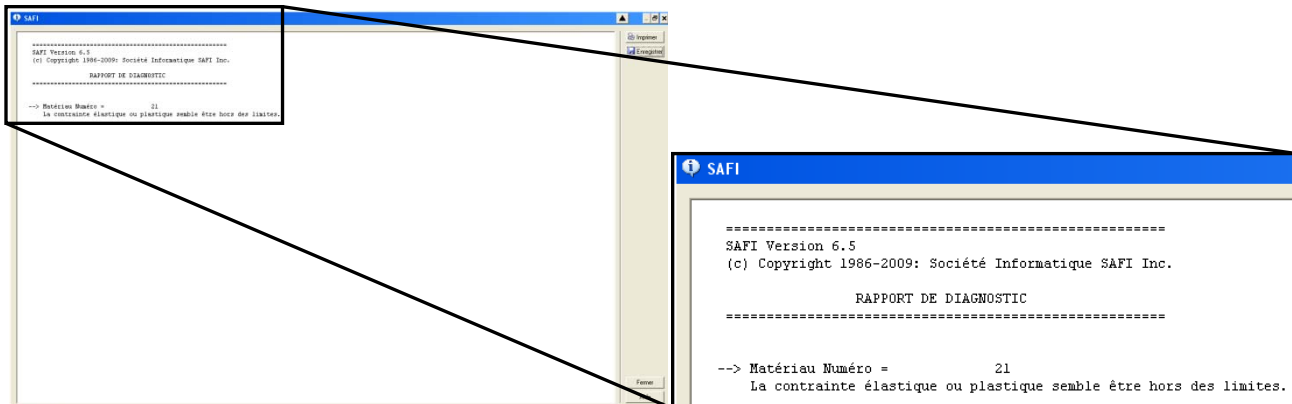 SAFI
======================================================
SAFI Version 6.5
(c) Copyright 1986-2009: Société Informatique SAFI Inc.
RAPPORT DE DIAGNOSTIC
======================================================
--> Matériau Numéro = 21
La contrainte élastique ou plastique semble être hors des limites.
Imprimer
Enregistrer
Fermer
SAFI
======================================================
SAFI Version 6.5
(c) Copyright 1986-2009: Société Informatique SAFI Inc.
RAPPORT DE DIAGNOSTIC
======================================================
--> Matériau Numéro = 21
La contrainte élastique ou plastique semble être hors des limites.